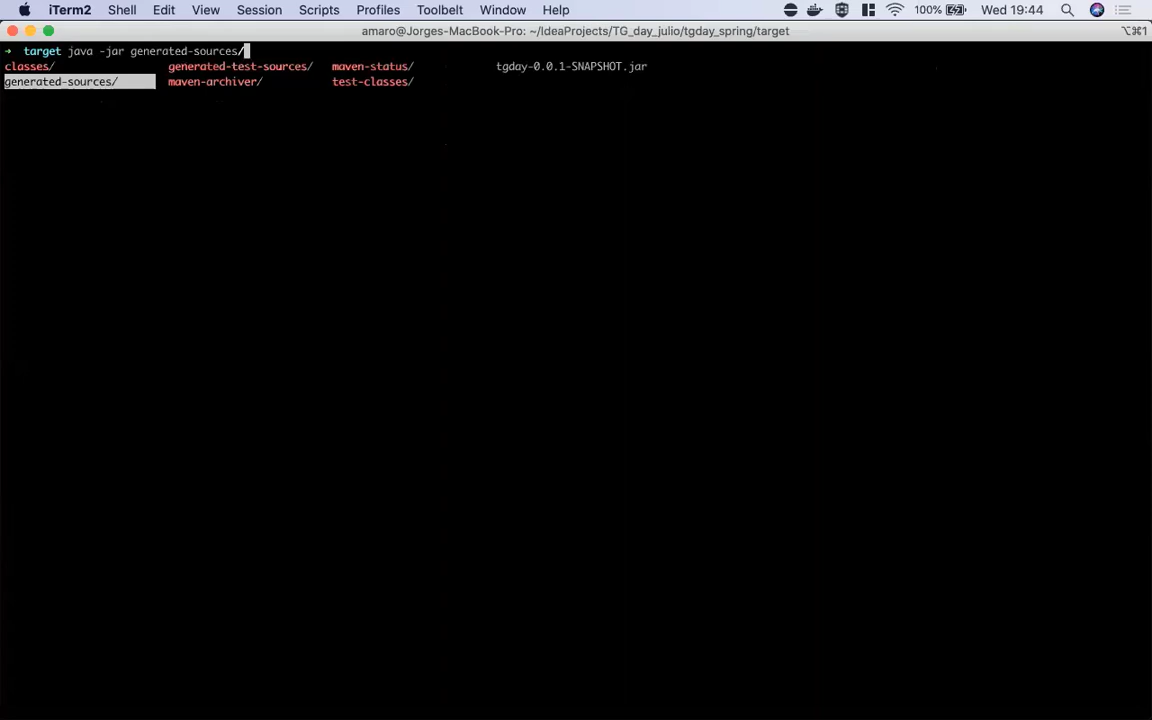 iTerm2 Shell Edit View Session Scripts Profiles Toolbelt Window Help 100% Wed 19:44
amaro@Jorges-MacBook-Pro: ~/IdeaProjects/TG_day_julio/tgday_spring/target ⌥⌘1
➜ target java -jar generated-sources/
classes/ generated-test-sources/ maven-status/ tgday-0.0.1-SNAPSHOT.jar
generated-sources/ maven-archiver/ test-classes/